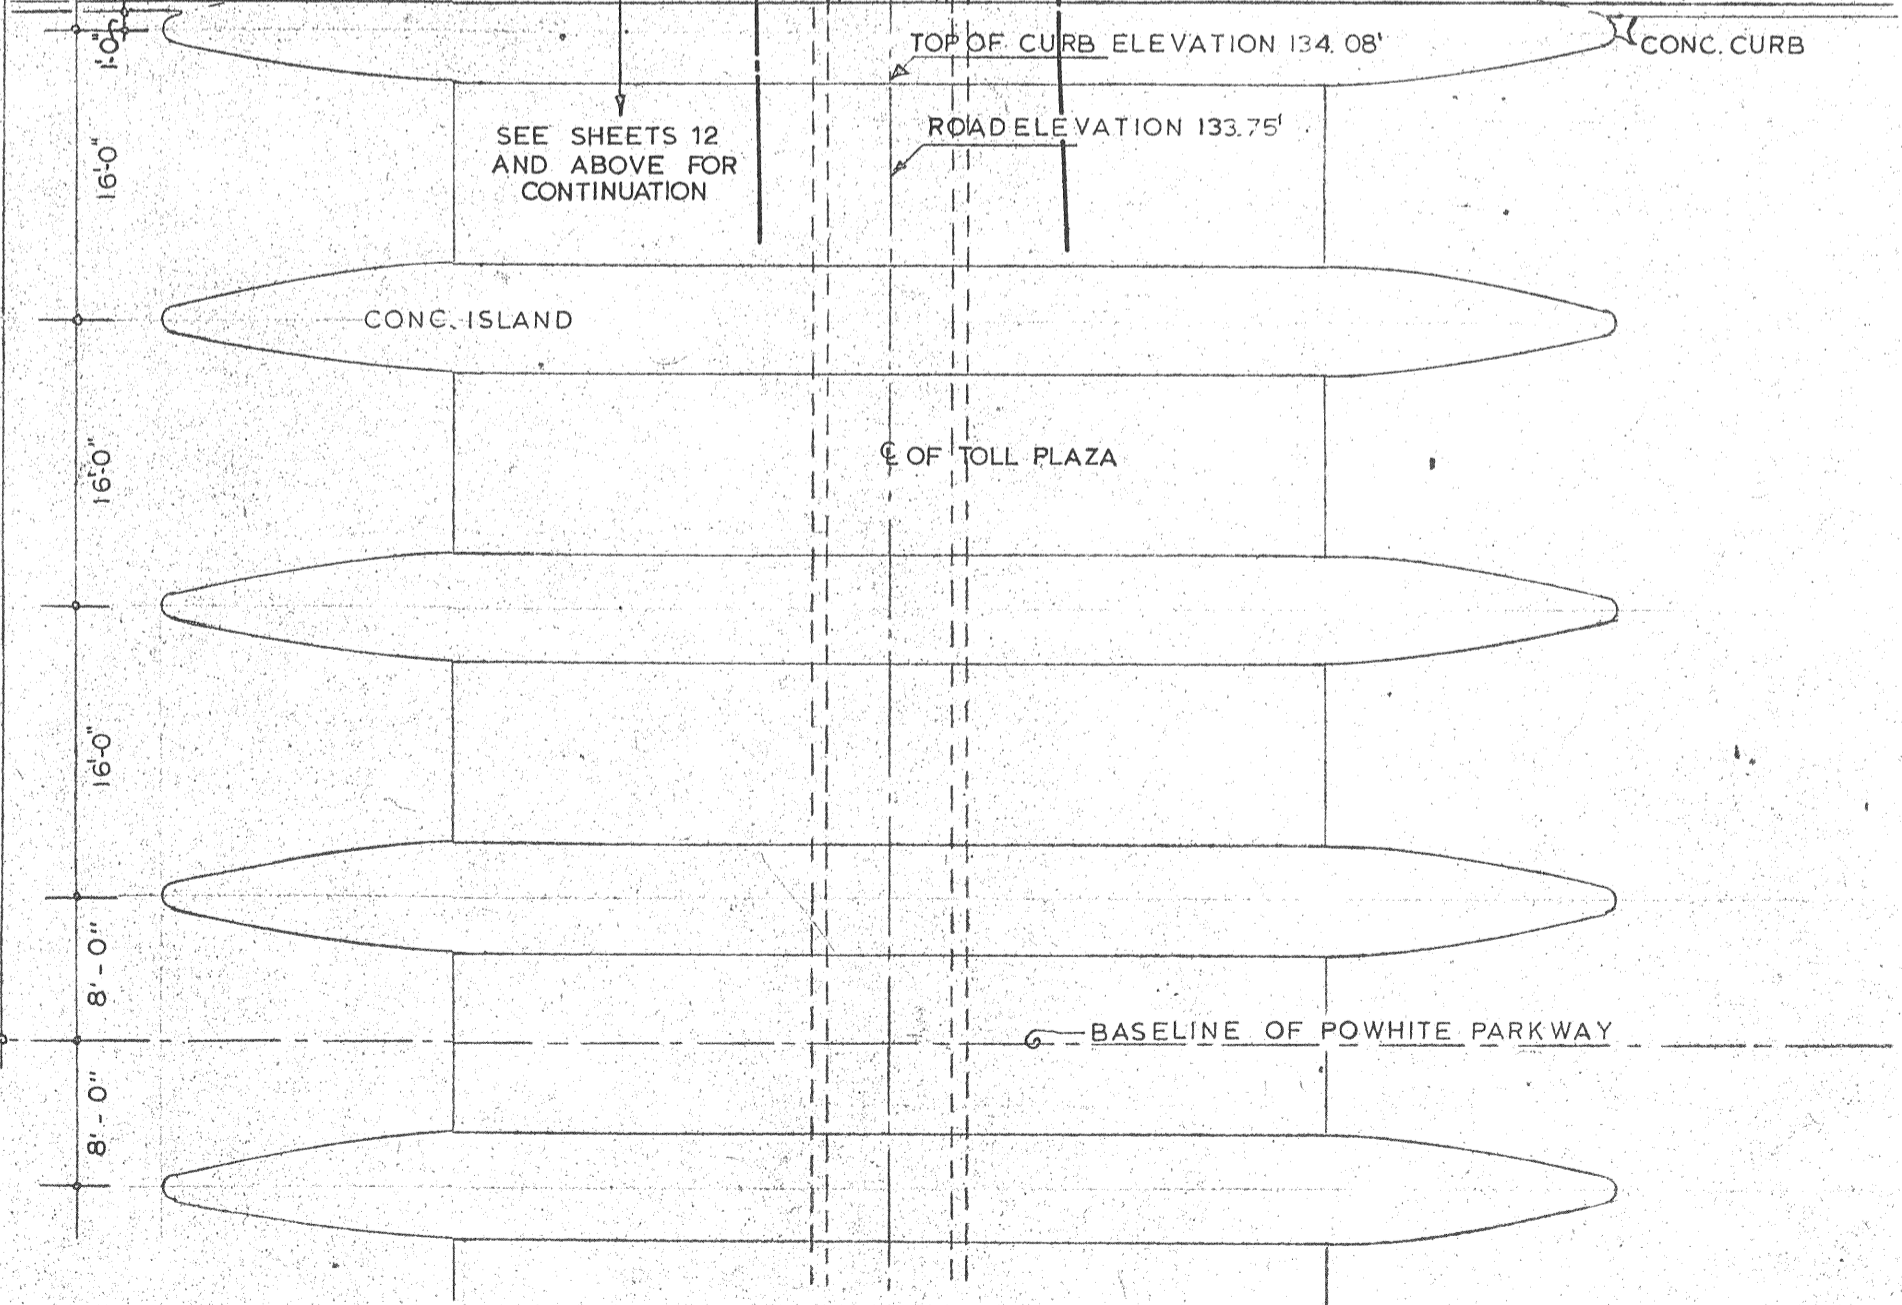 1'-0"
TOP OF CURB ELEVATION 134.08'
CONC. CURB
16'-0"
SEE SHEETS 12
AND ABOVE FOR
CONTINUATION
ROAD ELEVATION 133.75'
CONC. ISLAND
16'-0"
℄ OF TOLL PLAZA
16'-0"
8'-0"
BASELINE OF POWHITE PARKWAY
8'-0"